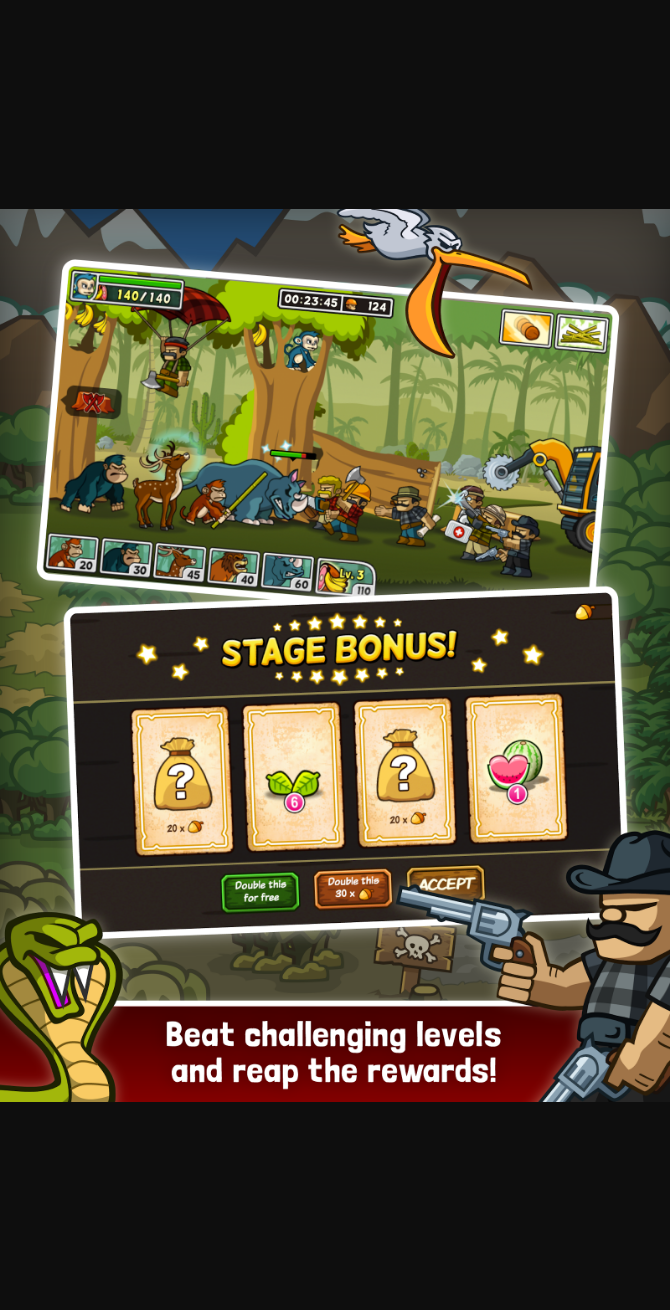 140/140
00:23:45 124
20
30
45
40
60
Lv. 3
110
STAGE BONUS!
?
20 x
6
?
20 x
1
Double this
for free
Double this
30 x
ACCEPT
Beat challenging levels
and reap the rewards!